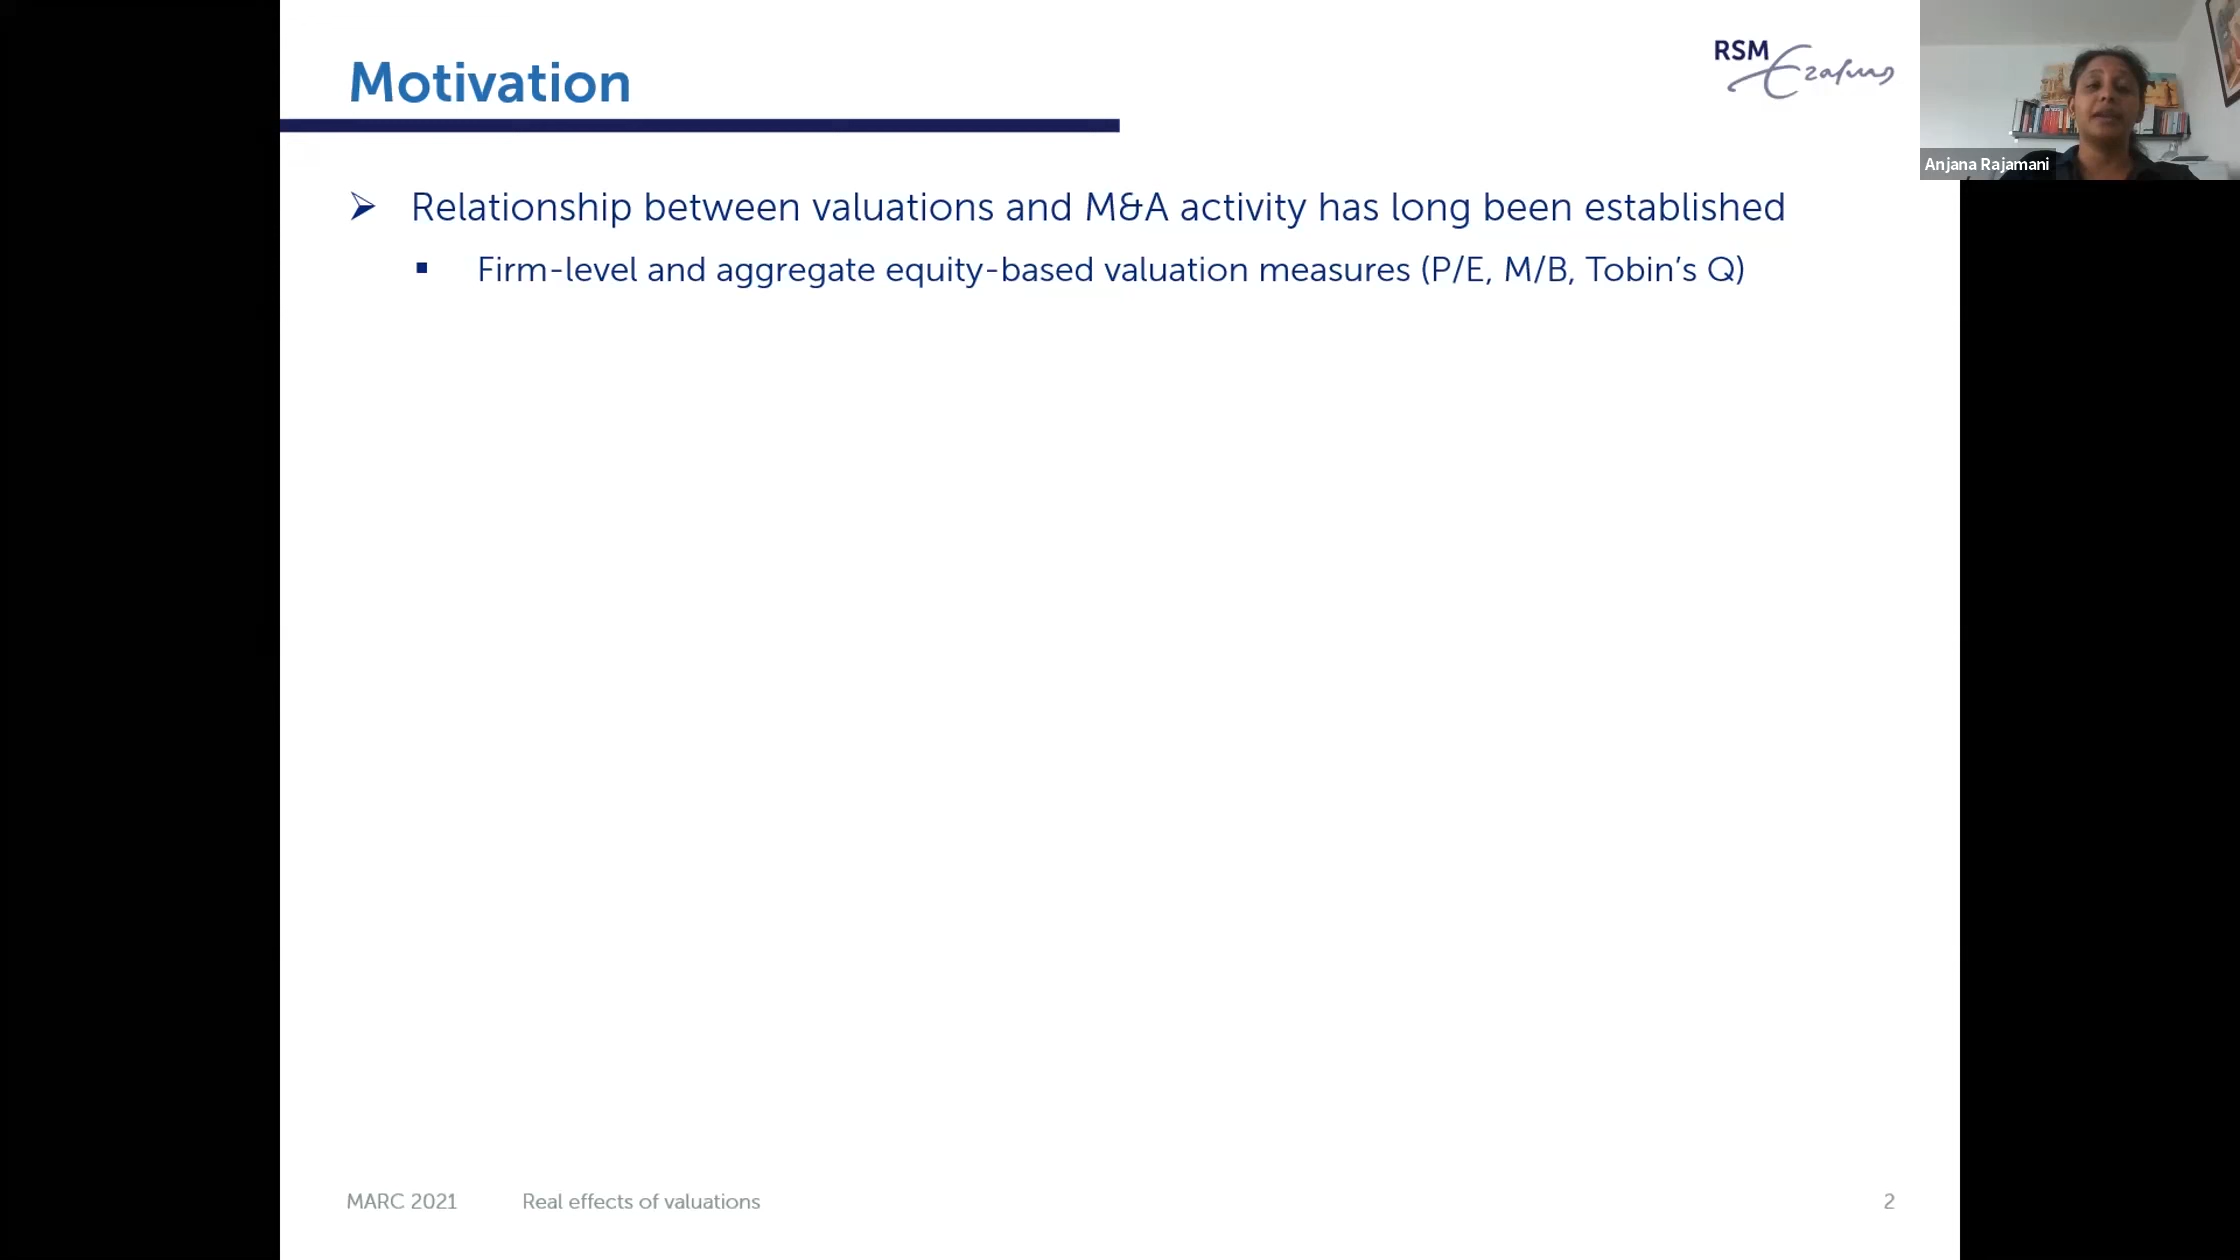 Motivation
RSM
Erasmus
Anjana Rajamani
➢ Relationship between valuations and M&A activity has long been established
▪ Firm-level and aggregate equity-based valuation measures (P/E, M/B, Tobin’s Q)
MARC 2021 Real effects of valuations 2